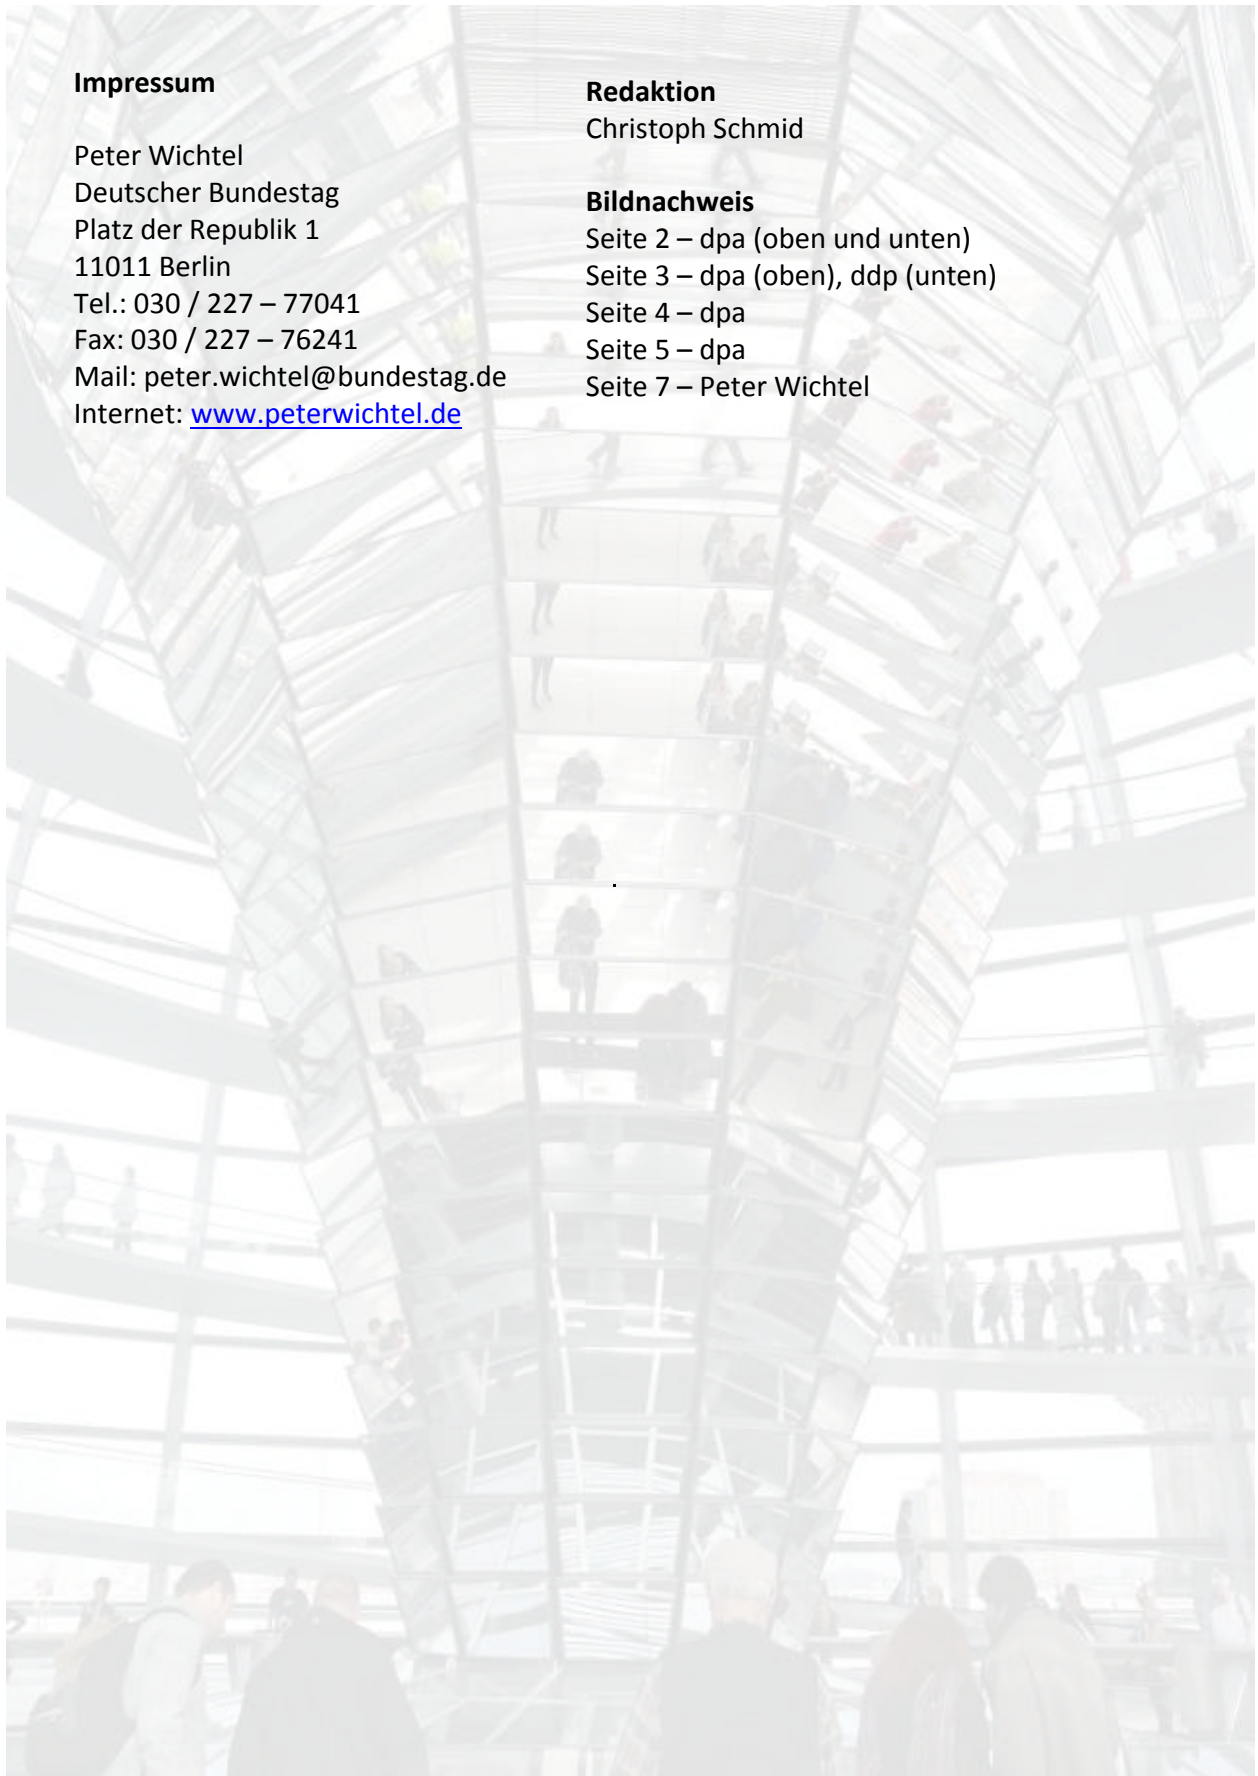 Impressum
Peter Wichtel
Deutscher Bundestag
Platz der Republik 1
11011 Berlin
Tel.: 030 / 227 – 77041
Fax: 030 / 227 – 76241
Mail: peter.wichtel@bundestag.de
Internet: www.peterwichtel.de
Redaktion
Christoph Schmid
Bildnachweis
Seite 2 – dpa (oben und unten)
Seite 3 – dpa (oben), ddp (unten)
Seite 4 – dpa
Seite 5 – dpa
Seite 7 – Peter Wichtel
.